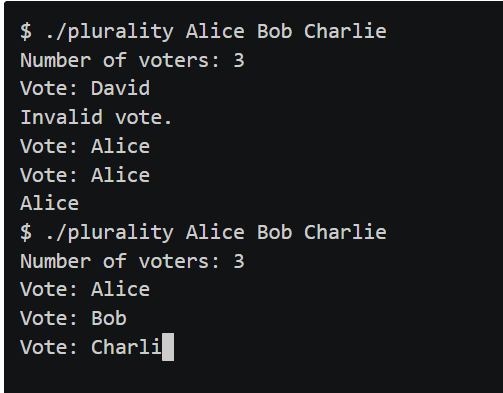 $ ./plurality Alice Bob Charlie
Number of voters: 3
Vote: David
Invalid vote.
Vote: Alice
Vote: Alice
Alice
$ ./plurality Alice Bob Charlie
Number of voters: 3
Vote: Alice
Vote: Bob
Vote: Charli